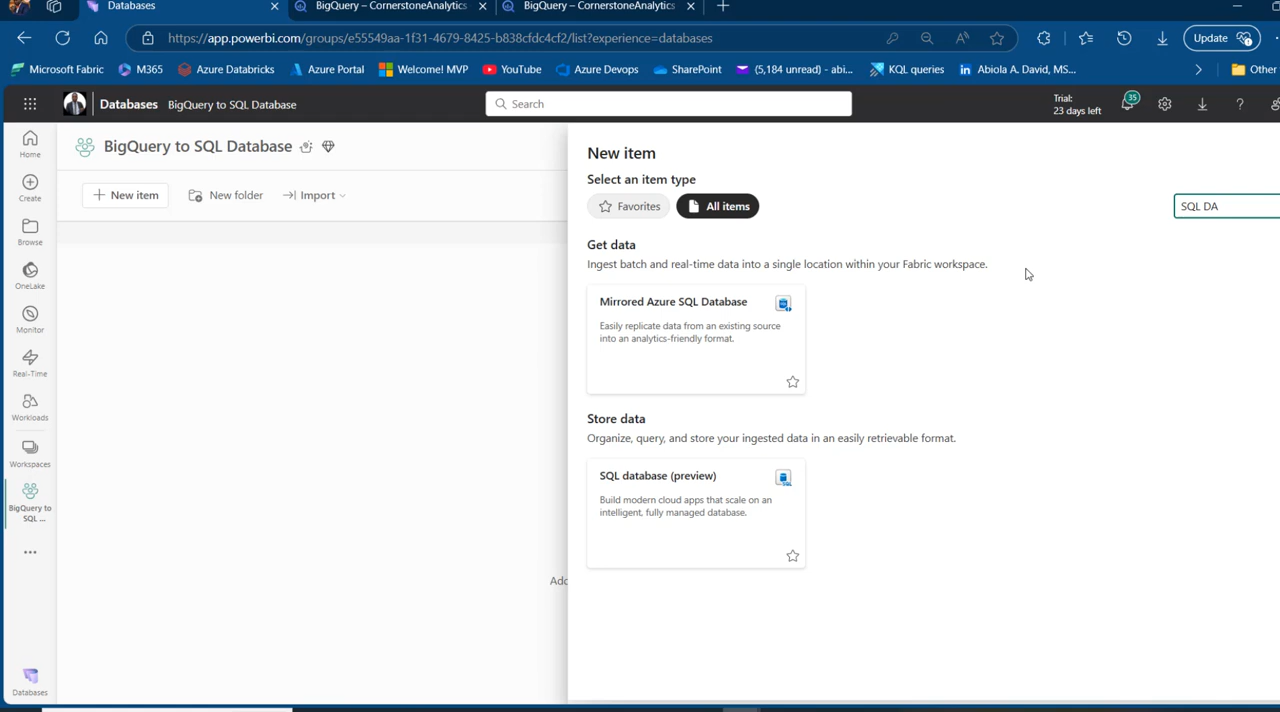 Databases
BigQuery – CornerstoneAnalytics
BigQuery – CornerstoneAnalytics
https://app.powerbi.com/groups/e55549aa-1f31-4679-8425-b838cfdc4cf2/list?experience=databases
Update
Microsoft Fabric
M365
Azure Databricks
Azure Portal
Welcome! MVP
YouTube
Azure Devops
SharePoint
(5,184 unread) - abi...
KQL queries
Abiola A. David, MS...
Other
Databases
BigQuery to SQL Database
Search
Trial:
23 days left
35
Home
Create
Browse
OneLake
Monitor
Real-Time
Workloads
Workspaces
BigQuery to
SQL ...
Databases
BigQuery to SQL Database
New item
New folder
Import
Add
New item
Select an item type
Favorites
All items
SQL DA
Get data
Ingest batch and real-time data into a single location within your Fabric workspace.
Mirrored Azure SQL Database
Easily replicate data from an existing source
into an analytics-friendly format.
Store data
Organize, query, and store your ingested data in an easily retrievable format.
SQL database (preview)
Build modern cloud apps that scale on an
intelligent, fully managed database.